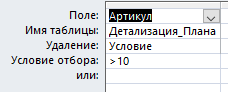 Поле: Артикул
Имя таблицы: Детализация_Плана
Удаление: Условие
Условие отбора: >10
или: